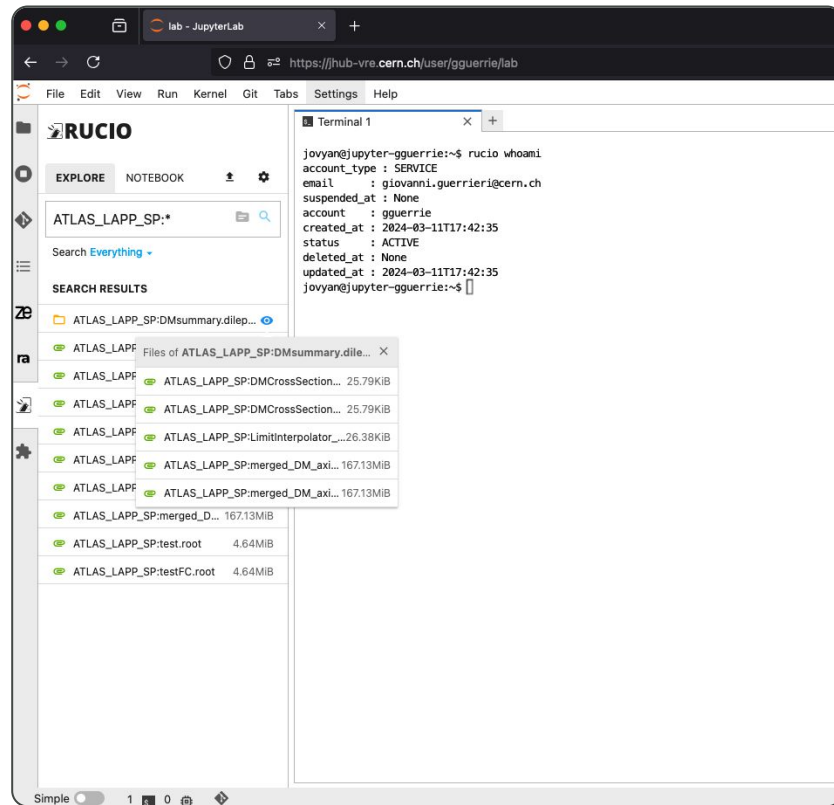 lab - JupyterLab
https://jhub-vre.cern.ch/user/gguerrie/lab
File Edit View Run Kernel Git Tabs Settings Help
RUCIO
EXPLORE NOTEBOOK
ATLAS_LAPP_SP:*
Search Everything
SEARCH RESULTS
ATLAS_LAPP_SP:DMsummary.dilep...
ATLAS_LAPP
ATLAS_LAPP
ATLAS_LAPP
ATLAS_LAPP
ATLAS_LAPP
ATLAS_LAPP
ATLAS_LAPP_SP:merged_D... 167.13MiB
ATLAS_LAPP_SP:test.root 4.64MiB
ATLAS_LAPP_SP:testFC.root 4.64MiB
Files of ATLAS_LAPP_SP:DMsummary.dile...
ATLAS_LAPP_SP:DMCrossSection... 25.79KiB
ATLAS_LAPP_SP:DMCrossSection... 25.79KiB
ATLAS_LAPP_SP:LimitInterpolator_...26.38KiB
ATLAS_LAPP_SP:merged_DM_axi... 167.13MiB
ATLAS_LAPP_SP:merged_DM_axi... 167.13MiB
ze
ra
Terminal 1
jovyan@jupyter-gguerrie:~$ rucio whoami
account_type : SERVICE
email : giovanni.guerrieri@cern.ch
suspended_at : None
account : gguerrie
created_at : 2024-03-11T17:42:35
status : ACTIVE
deleted_at : None
updated_at : 2024-03-11T17:42:35
jovyan@jupyter-gguerrie:~$
Simple 1 0